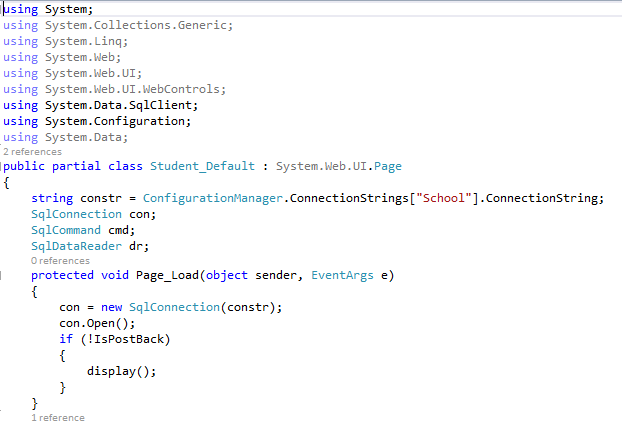 using System;
using System.Collections.Generic;
using System.Linq;
using System.Web;
using System.Web.UI;
using System.Web.UI.WebControls;
using System.Data.SqlClient;
using System.Configuration;
using System.Data;
2 references
public partial class Student_Default : System.Web.UI.Page
{
    string constr = ConfigurationManager.ConnectionStrings["School"].ConnectionString;
    SqlConnection con;
    SqlCommand cmd;
    SqlDataReader dr;
    0 references
    protected void Page_Load(object sender, EventArgs e)
    {
        con = new SqlConnection(constr);
        con.Open();
        if (!IsPostBack)
        {
            display();
        }
    }
    1 reference